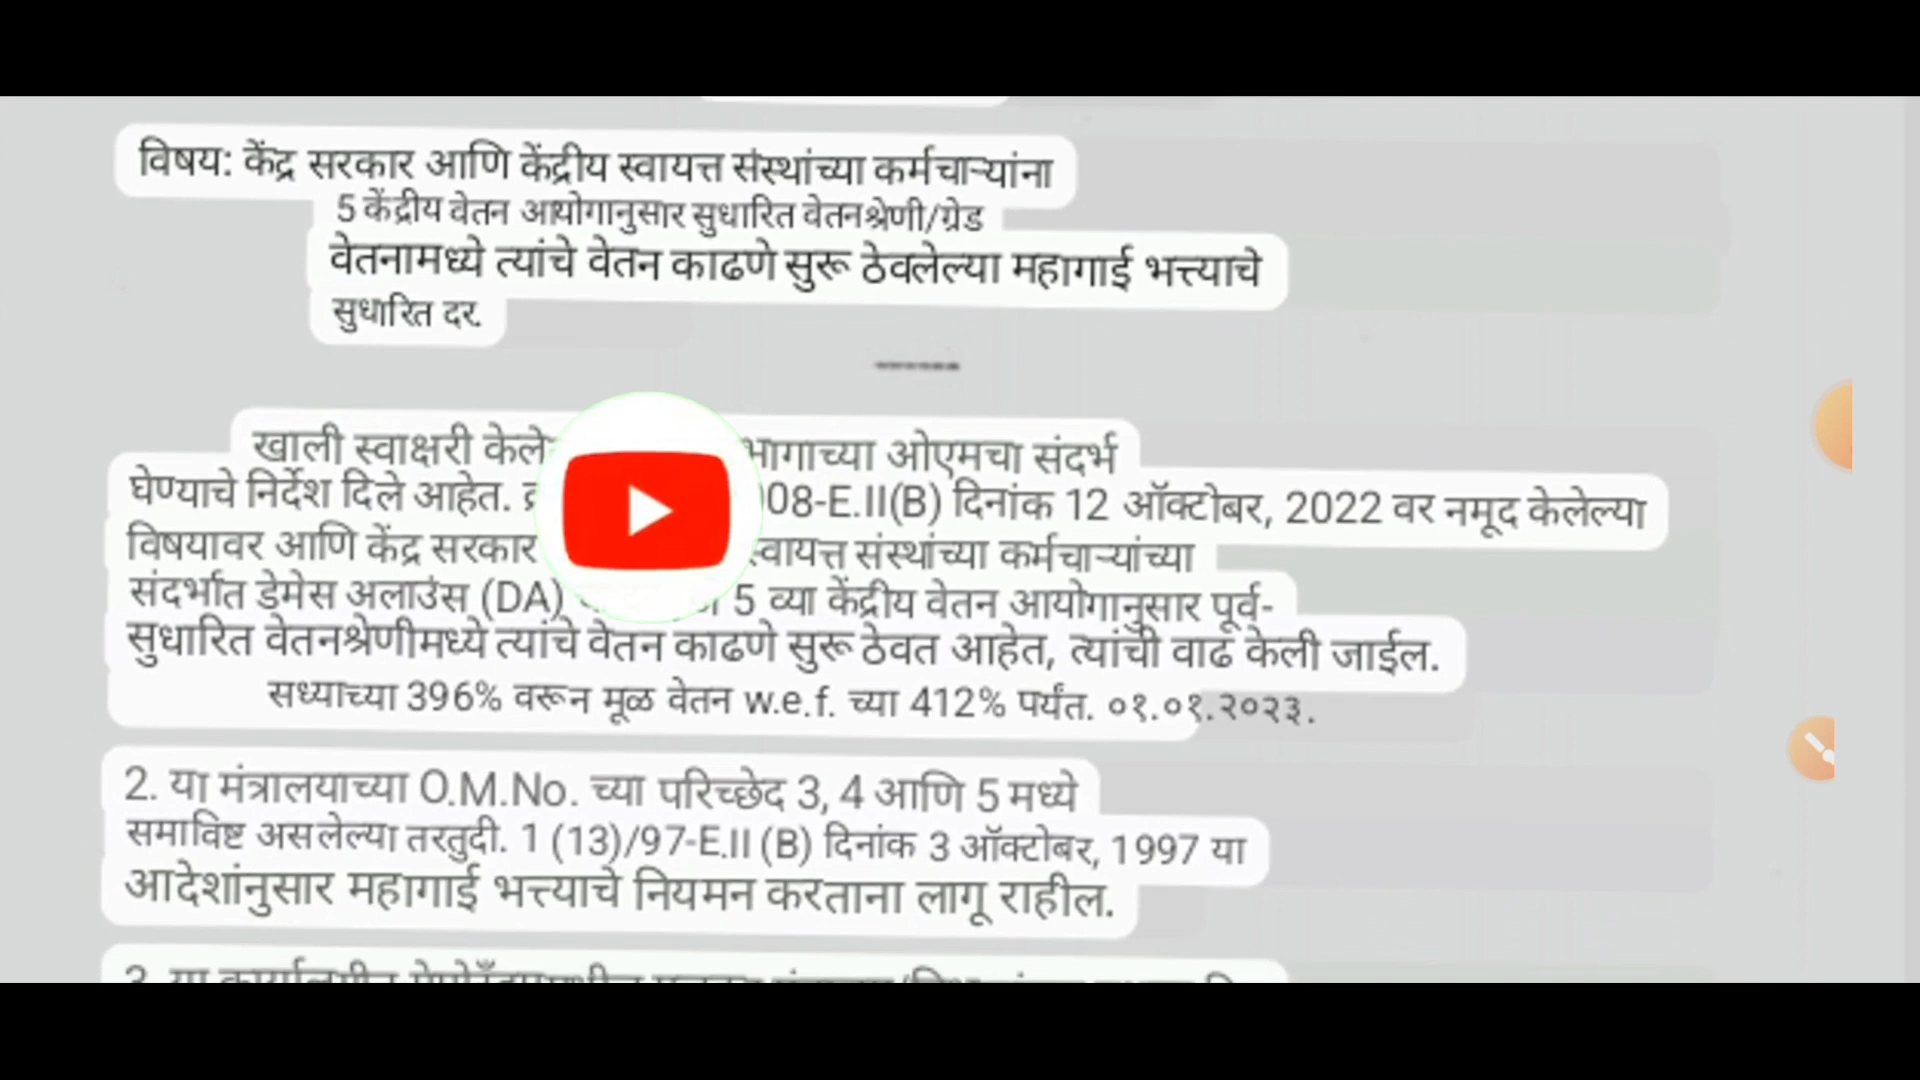 विषय: केंद्र सरकार आणि केंद्रीय स्वायत्त संस्थांच्या कर्मचाऱ्यांना
5 केंद्रीय वेतन आयोगानुसार सुधारित वेतनश्रेणी/ग्रेड
वेतनामध्ये त्यांचे वेतन काढणे सुरू ठेवलेल्या महागाई भत्त्याचे
सुधारित दर.
------
खाली स्वाक्षरी ओएमचा संदर्भ
घेण्याचे निर्देश दिले आहेत. 08-E.II(B) दिनांक 12 ऑक्टोबर, 2022 वर नमूद केलेल्या
विषयावर आणि केंद्र सरकार स्वायत्त संस्थांच्या कर्मचाऱ्यांच्या
संदर्भात डेमेस अलाउंस (DA) 5 व्या केंद्रीय वेतन आयोगानुसार पूर्व-
सुधारित वेतनश्रेणीमध्ये त्यांचे वेतन काढणे सुरू ठेवत आहेत, त्यांची वाढ केली जाईल.
सध्याच्या 396% वरून मूळ वेतन w.e.f. च्या 412% पर्यंत. ०१.०१.२०२३.
2. या मंत्रालयाच्या O.M.No. च्या परिच्छेद 3, 4 आणि 5 मध्ये
समाविष्ट असलेल्या तरतुदी. 1 (13)/97-E.II (B) दिनांक 3 ऑक्टोबर, 1997 या
आदेशांनुसार महागाई भत्त्याचे नियमन करताना लागू राहील.